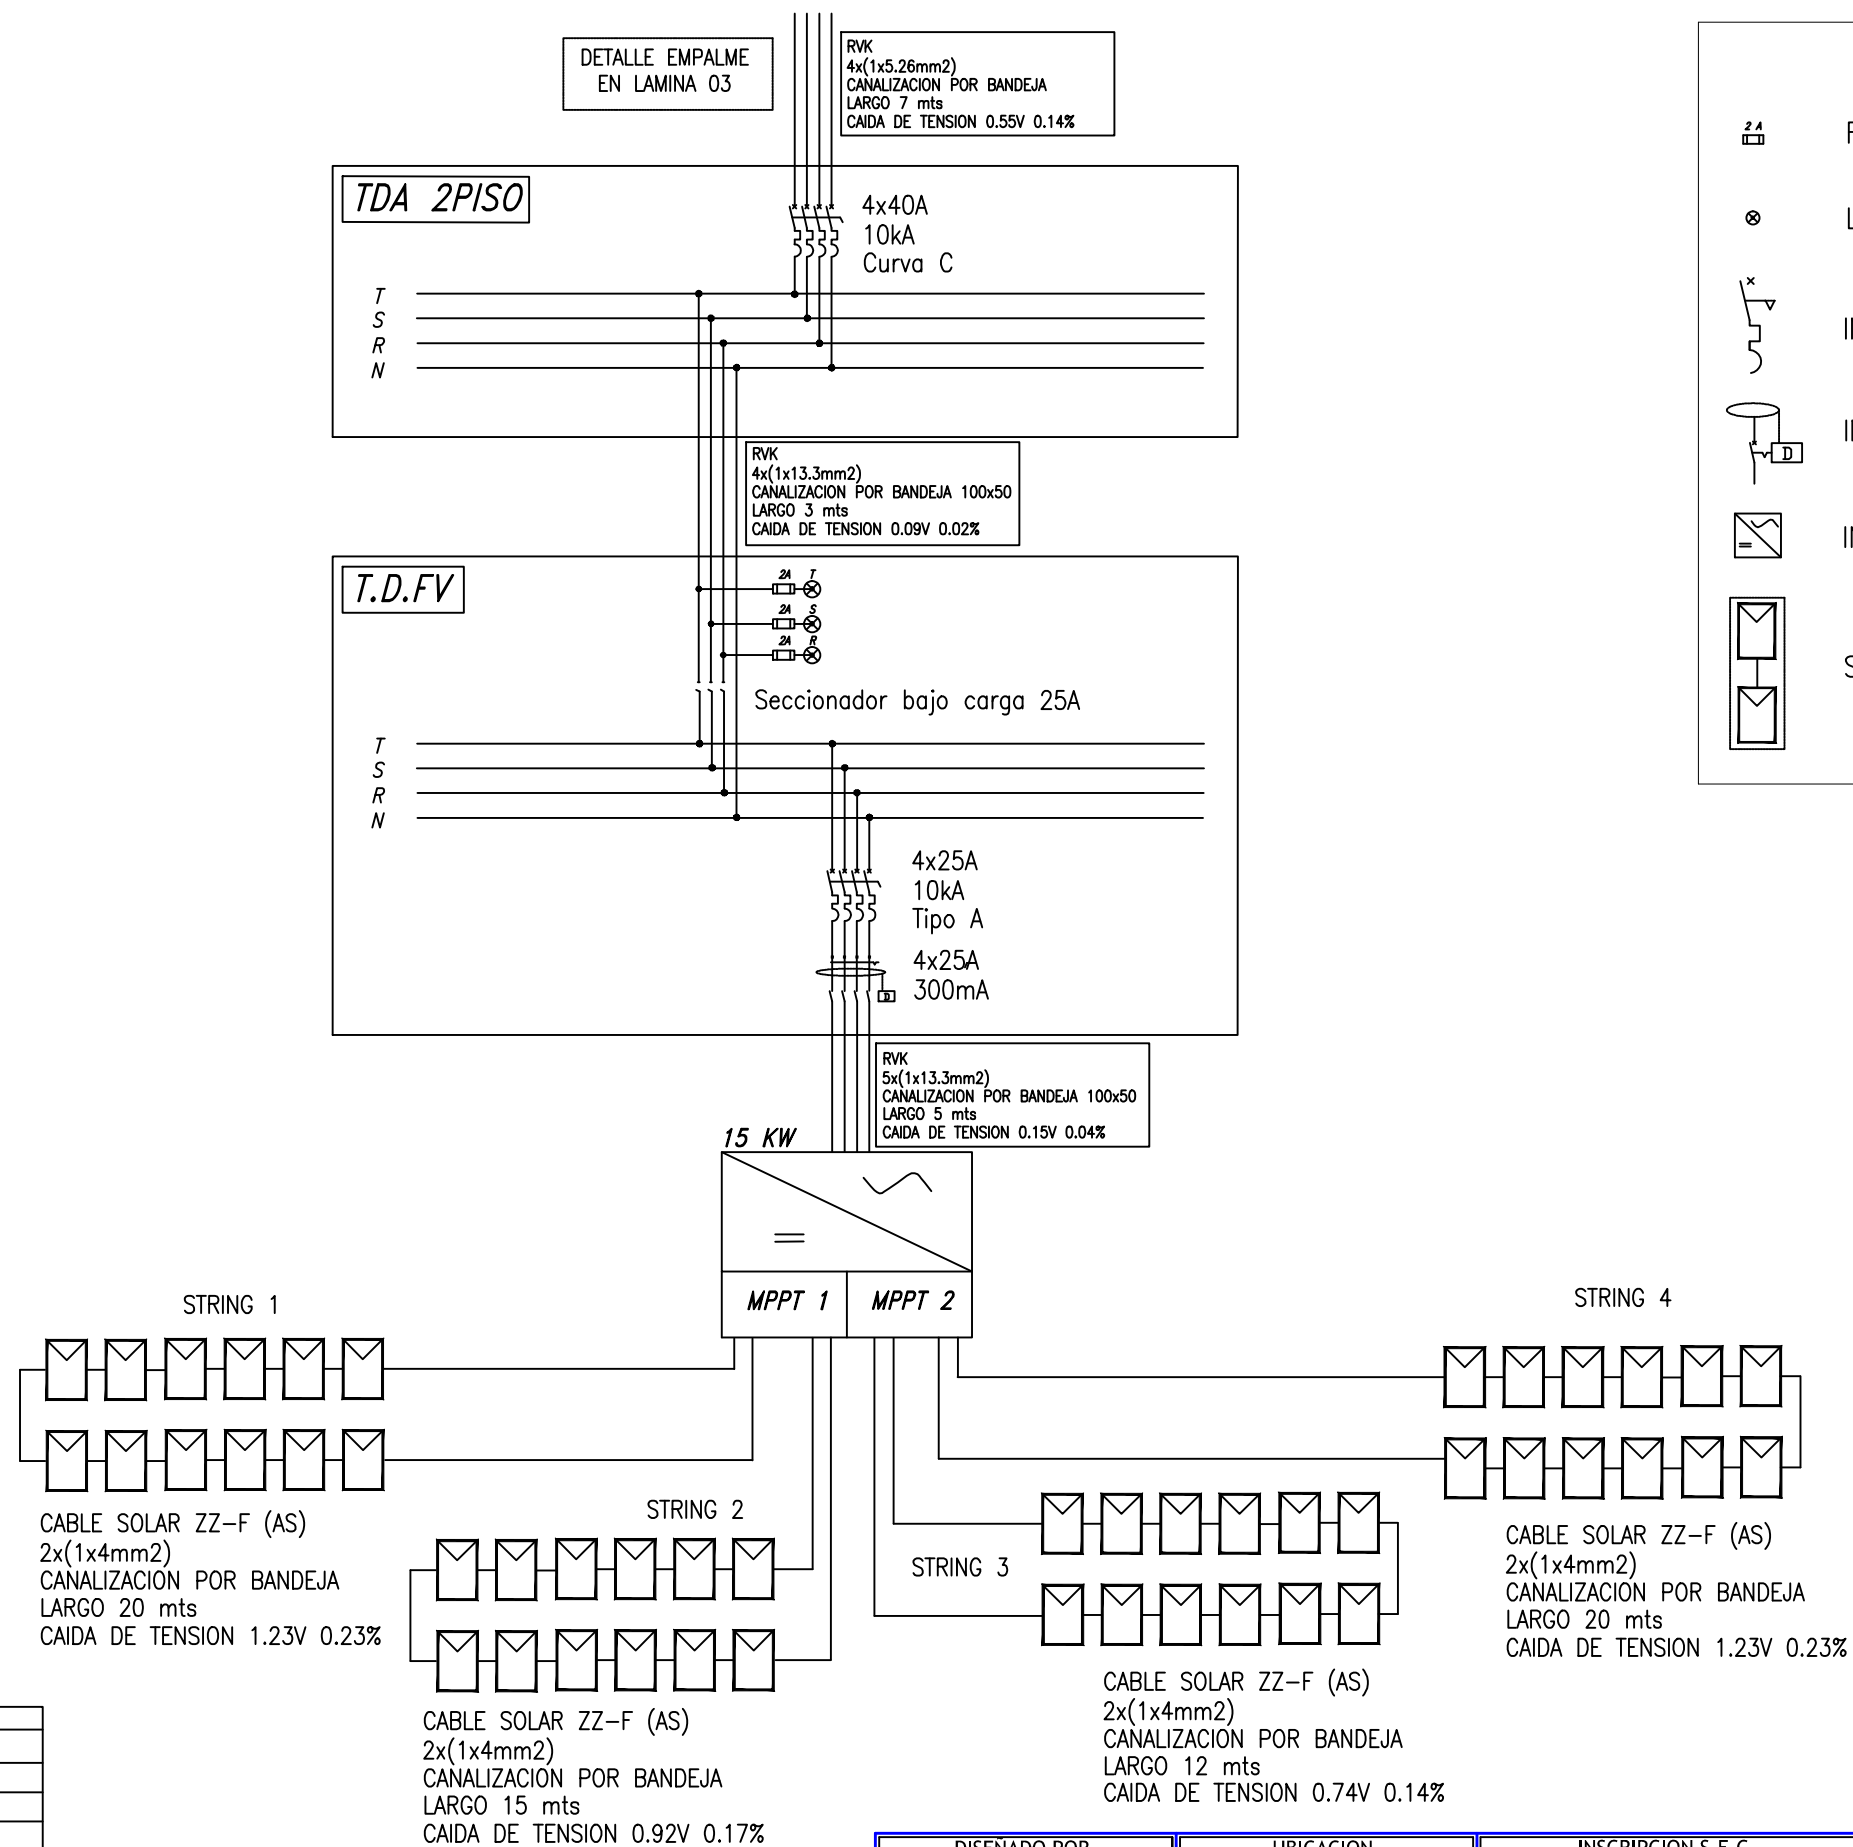 DETALLE EMPALME
EN LAMINA 03
RVK
4x(1x5.26mm2)
CANALIZACION POR BANDEJA
LARGO 7 mts
CAIDA DE TENSION 0.55V 0.14%
TDA 2PISO
4x40A
10kA
Curva C
T
S
R
N
RVK
4x(1x13.3mm2)
CANALIZACION POR BANDEJA 100x50
LARGO 3 mts
CAIDA DE TENSION 0.09V 0.02%
T.D.FV
2A T
2A S
2A R
Seccionador bajo carga 25A
T
S
R
N
4x25A
10kA
Tipo A
4x25A
300mA
D
RVK
5x(1x13.3mm2)
CANALIZACION POR BANDEJA 100x50
LARGO 5 mts
CAIDA DE TENSION 0.15V 0.04%
15 KW
MPPT 1
MPPT 2
STRING 1
CABLE SOLAR ZZ-F (AS)
2x(1x4mm2)
CANALIZACION POR BANDEJA
LARGO 20 mts
CAIDA DE TENSION 1.23V 0.23%
STRING 2
CABLE SOLAR ZZ-F (AS)
2x(1x4mm2)
CANALIZACION POR BANDEJA
LARGO 15 mts
CAIDA DE TENSION 0.92V 0.17%
STRING 3
CABLE SOLAR ZZ-F (AS)
2x(1x4mm2)
CANALIZACION POR BANDEJA
LARGO 12 mts
CAIDA DE TENSION 0.74V 0.14%
STRING 4
CABLE SOLAR ZZ-F (AS)
2x(1x4mm2)
CANALIZACION POR BANDEJA
LARGO 20 mts
CAIDA DE TENSION 1.23V 0.23%
2 A
D
DISEÑADO POR
UBICACION
INSCRIPCION S.E.C.